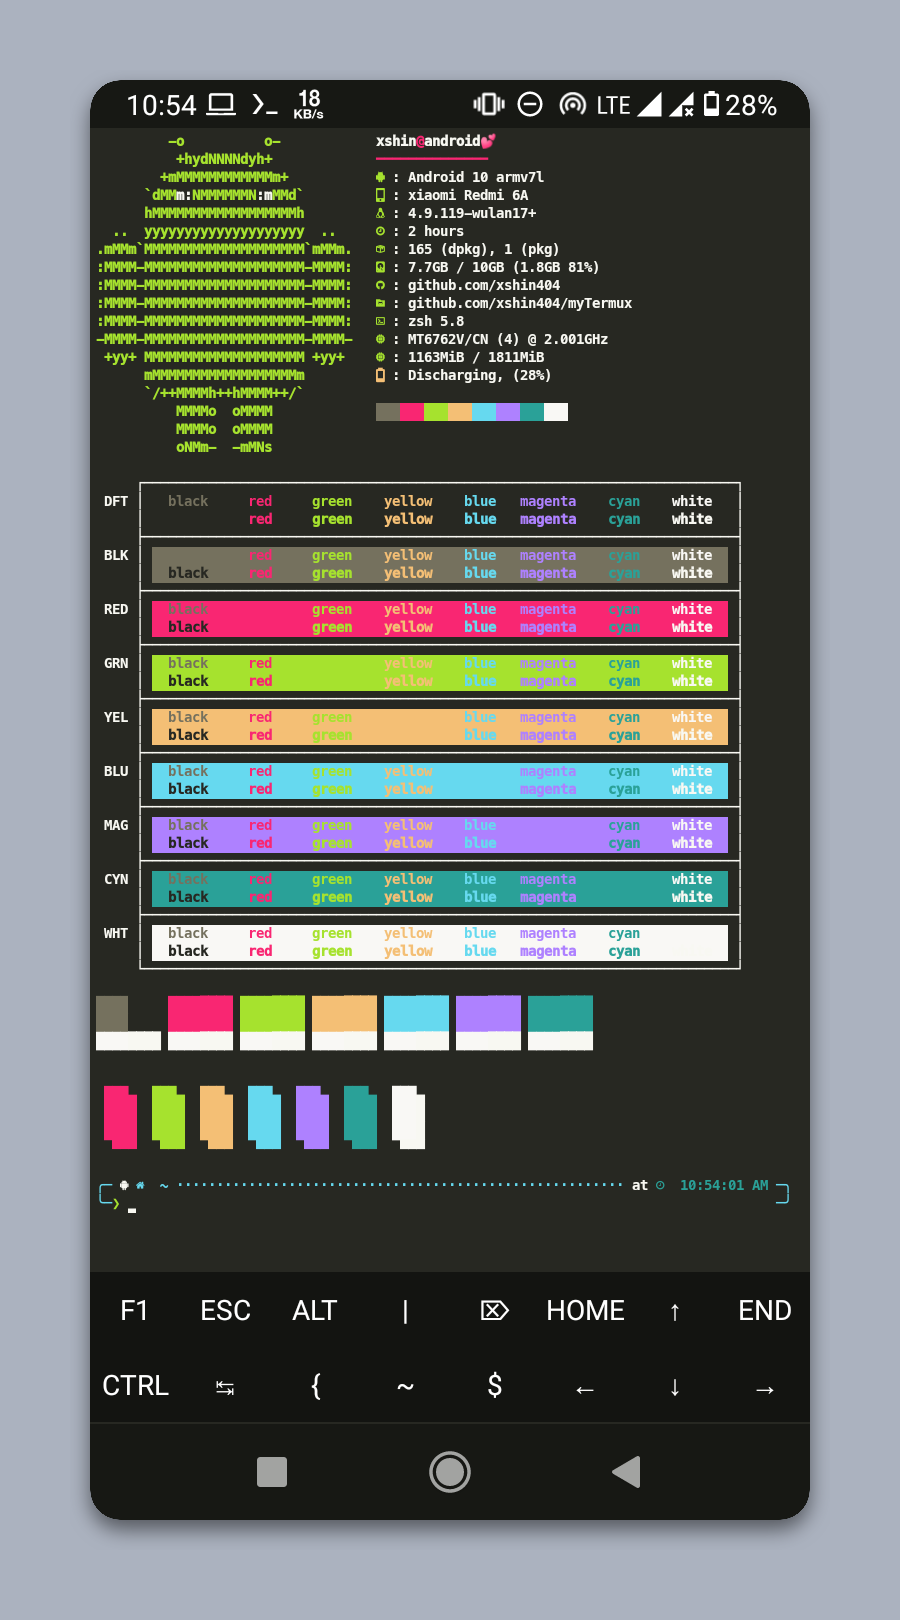 10:54 18 KB/s LTE 28%
−o          o−
+hydNNNNdyh+
+mMMMMMMMMMMMMm+
`dMMm:NMMMMMMN:mMMd`
hMMMMMMMMMMMMMMMMMMh
..  yyyyyyyyyyyyyyyyyyyy  ..
.mMMm`MMMMMMMMMMMMMMMMMMMM`mMMm.
:MMMM−MMMMMMMMMMMMMMMMMMMM−MMMM:
:MMMM−MMMMMMMMMMMMMMMMMMMM−MMMM:
:MMMM−MMMMMMMMMMMMMMMMMMMM−MMMM:
:MMMM−MMMMMMMMMMMMMMMMMMMM−MMMM:
−MMMM−MMMMMMMMMMMMMMMMMMMM−MMMM−
+yy+ MMMMMMMMMMMMMMMMMMMM +yy+
mMMMMMMMMMMMMMMMMMMm
`/++MMMMh++hMMMM++/`
MMMMo  oMMMM
MMMMo  oMMMM
oNMm−  −mMNs
xshin@android💕
: Android 10 armv7l
: xiaomi Redmi 6A
: 4.9.119−wulan17+
: 2 hours
: 165 (dpkg), 1 (pkg)
: 7.7GB / 10GB (1.8GB 81%)
: github.com/xshin404
: github.com/xshin404/myTermux
: zsh 5.8
: MT6762V/CN (4) @ 2.001GHz
: 1163MiB / 1811MiB
: Discharging, (28%)
DFT black red green yellow blue magenta cyan white
red green yellow blue magenta cyan white
BLK red green yellow blue magenta cyan white
black red green yellow blue magenta cyan white
RED black green yellow blue magenta cyan white
black green yellow blue magenta cyan white
GRN black red yellow blue magenta cyan white
black red yellow blue magenta cyan white
YEL black red green blue magenta cyan white
black red green blue magenta cyan white
BLU black red green yellow magenta cyan white
black red green yellow magenta cyan white
MAG black red green yellow blue cyan white
black red green yellow blue cyan white
CYN black red green yellow blue magenta white
black red green yellow blue magenta white
WHT black red green yellow blue magenta cyan
black red green yellow blue magenta cyan
~ ························································ at 10:54:01 AM
❯ _
F1 ESC ALT | ⌦ HOME ↑ END
CTRL ↹ { ~ $ ← ↓ →